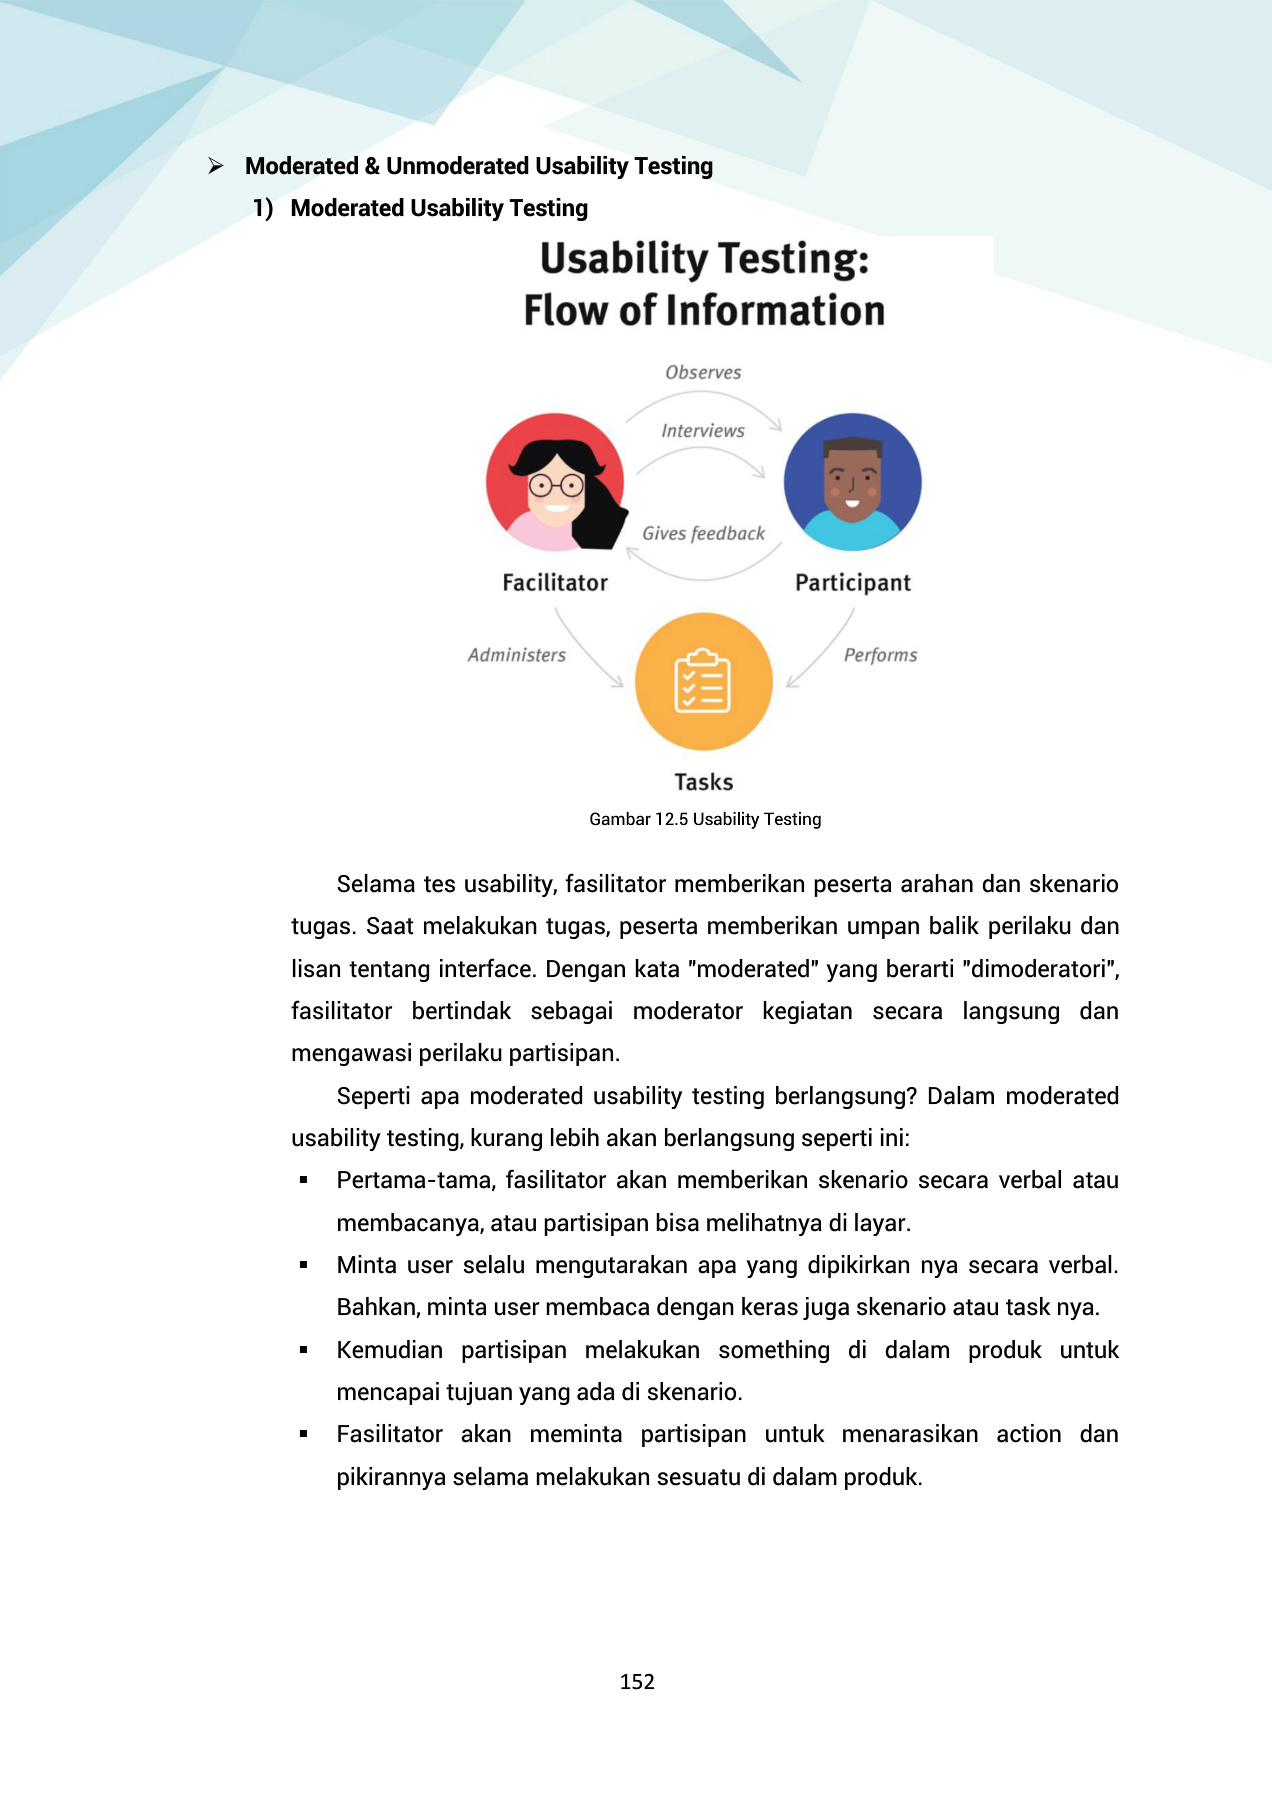 ➢ Moderated & Unmoderated Usability Testing
1) Moderated Usability Testing
Usability Testing:
Flow of Information
Observes
Interviews
Gives feedback
Facilitator
Participant
Administers
Performs
Tasks
Gambar 12.5 Usability Testing
Selama tes usability, fasilitator memberikan peserta arahan dan skenario
tugas. Saat melakukan tugas, peserta memberikan umpan balik perilaku dan
lisan tentang interface. Dengan kata "moderated" yang berarti "dimoderatori",
fasilitator bertindak sebagai moderator kegiatan secara langsung dan
mengawasi perilaku partisipan.
Seperti apa moderated usability testing berlangsung? Dalam moderated
usability testing, kurang lebih akan berlangsung seperti ini:
▪ Pertama-tama, fasilitator akan memberikan skenario secara verbal atau
membacanya, atau partisipan bisa melihatnya di layar.
▪ Minta user selalu mengutarakan apa yang dipikirkan nya secara verbal.
Bahkan, minta user membaca dengan keras juga skenario atau task nya.
▪ Kemudian partisipan melakukan something di dalam produk untuk
mencapai tujuan yang ada di skenario.
▪ Fasilitator akan meminta partisipan untuk menarasikan action dan
pikirannya selama melakukan sesuatu di dalam produk.
152